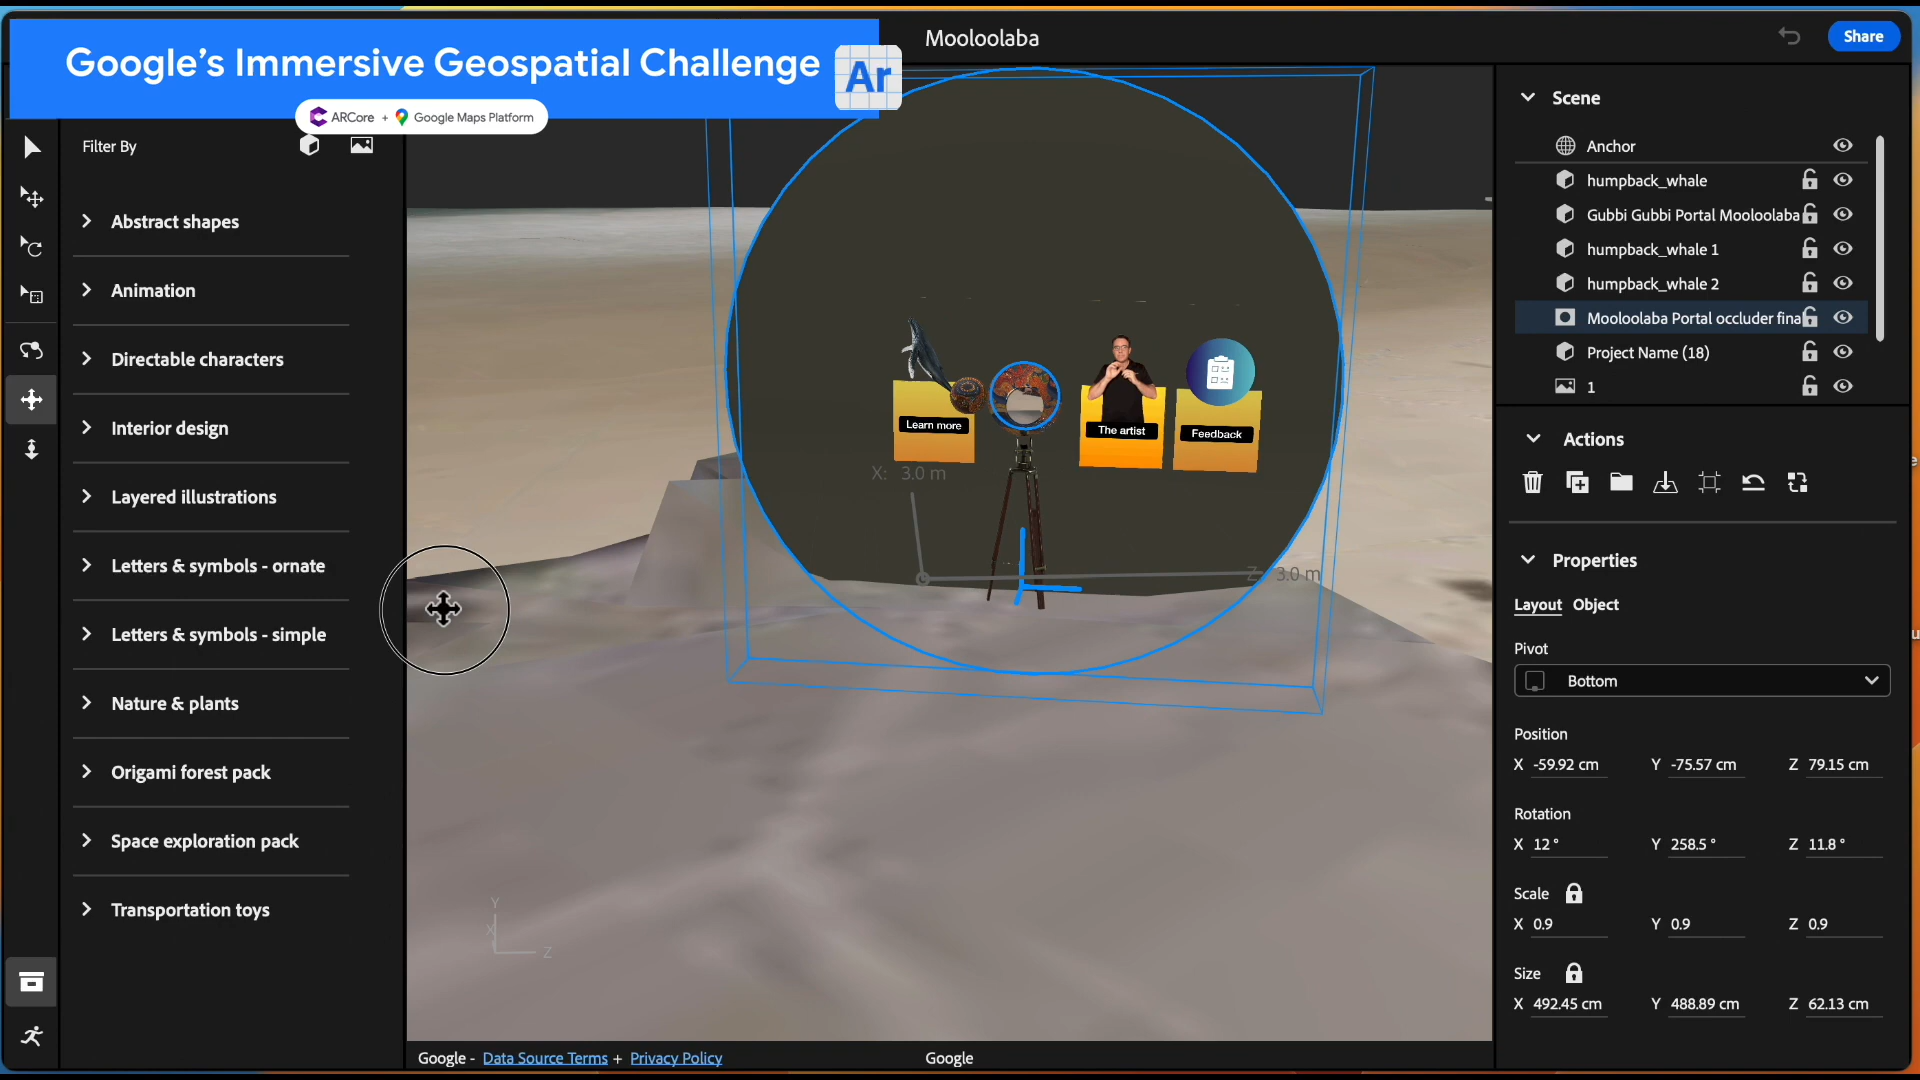 Google's Immersive Geospatial Challenge
Ar
ARCore + Google Maps Platform
Mooloolaba
Share
Filter By
Abstract shapes
Animation
Directable characters
Interior design
Layered illustrations
Letters & symbols - ornate
Letters & symbols - simple
Nature & plants
Origami forest pack
Space exploration pack
Transportation toys
Learn more
The artist
Feedback
X: 3.0 m
Z: 3.0 m
Y
X
Z
Google - Data Source Terms + Privacy Policy
Google
Scene
Anchor
humpback_whale
Gubbi Gubbi Portal Mooloolaba
humpback_whale 1
humpback_whale 2
Mooloolaba Portal occluder fina
Project Name (18)
1
Actions
Properties
Layout Object
Pivot
Bottom
Position
X -59.92 cm Y -75.57 cm Z 79.15 cm
Rotation
X 12 ° Y 258.5 ° Z 11.8 °
Scale
X 0.9 Y 0.9 Z 0.9
Size
X 492.45 cm Y 488.89 cm Z 62.13 cm